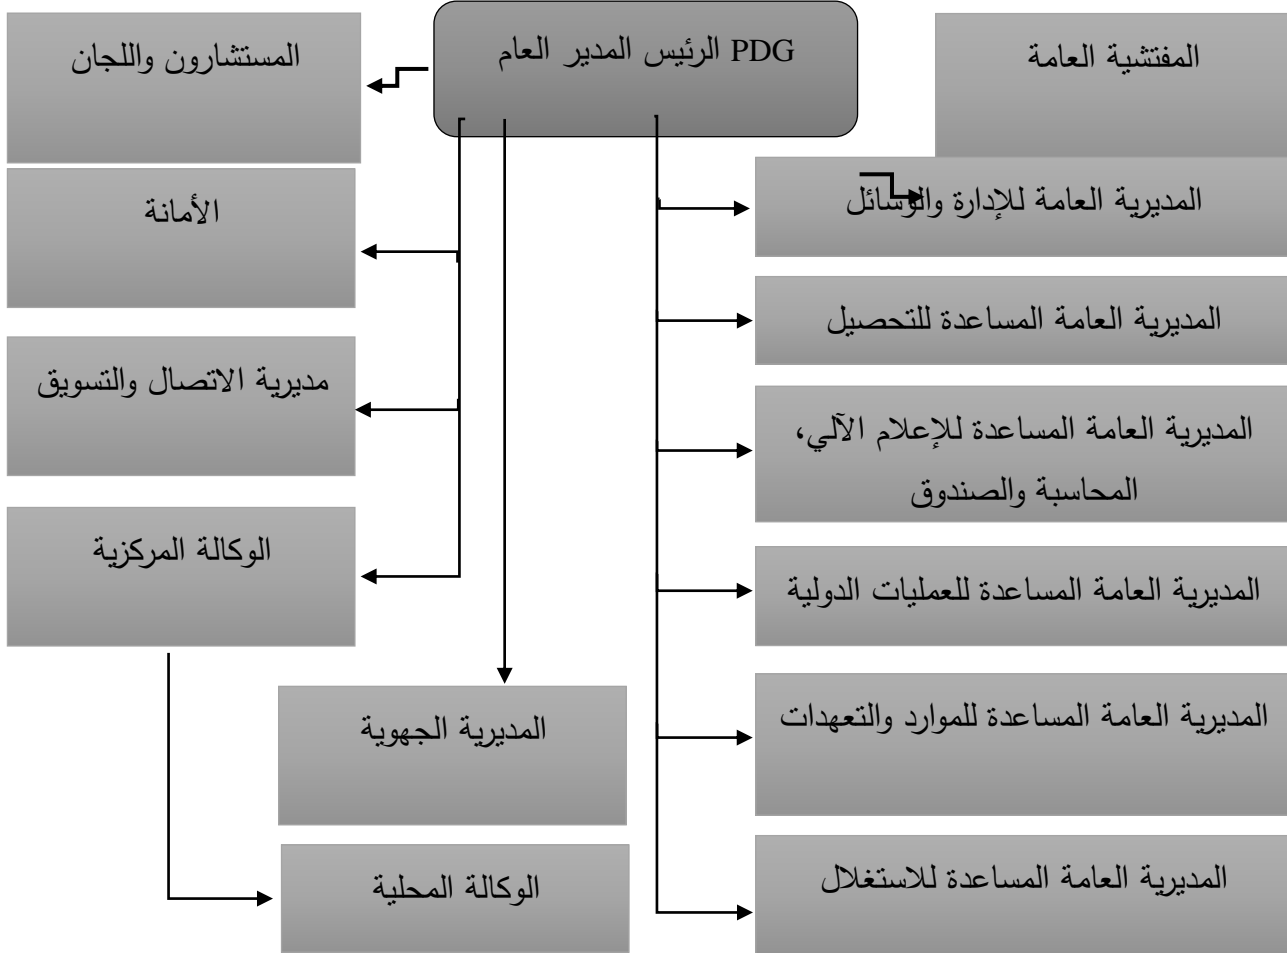 المفتشية العامة
PDG الرئيس المدير العام
المستشارون واللجان
المديرية العامة للإدارة والوسائل
الأمانة
المديرية العامة المساعدة للتحصيل
مديرية الاتصال والتسويق
المديرية العامة المساعدة للإعلام الآلي،
المحاسبة والصندوق
الوكالة المركزية
المديرية العامة المساعدة للعمليات الدولية
المديرية العامة المساعدة للموارد والتعهدات
المديرية الجهوية
المديرية العامة المساعدة للاستغلال
الوكالة المحلية